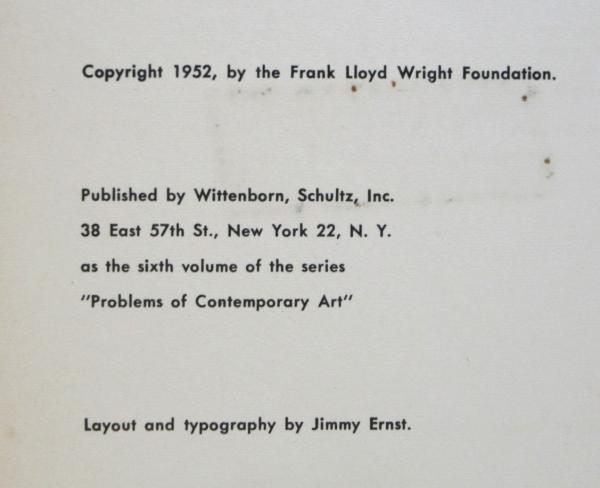 Copyright 1952, by the Frank Lloyd Wright Foundation.
Published by Wittenborn, Schultz, Inc.
38 East 57th St., New York 22, N. Y.
as the sixth volume of the series
"Problems of Contemporary Art"
Layout and typography by Jimmy Ernst.